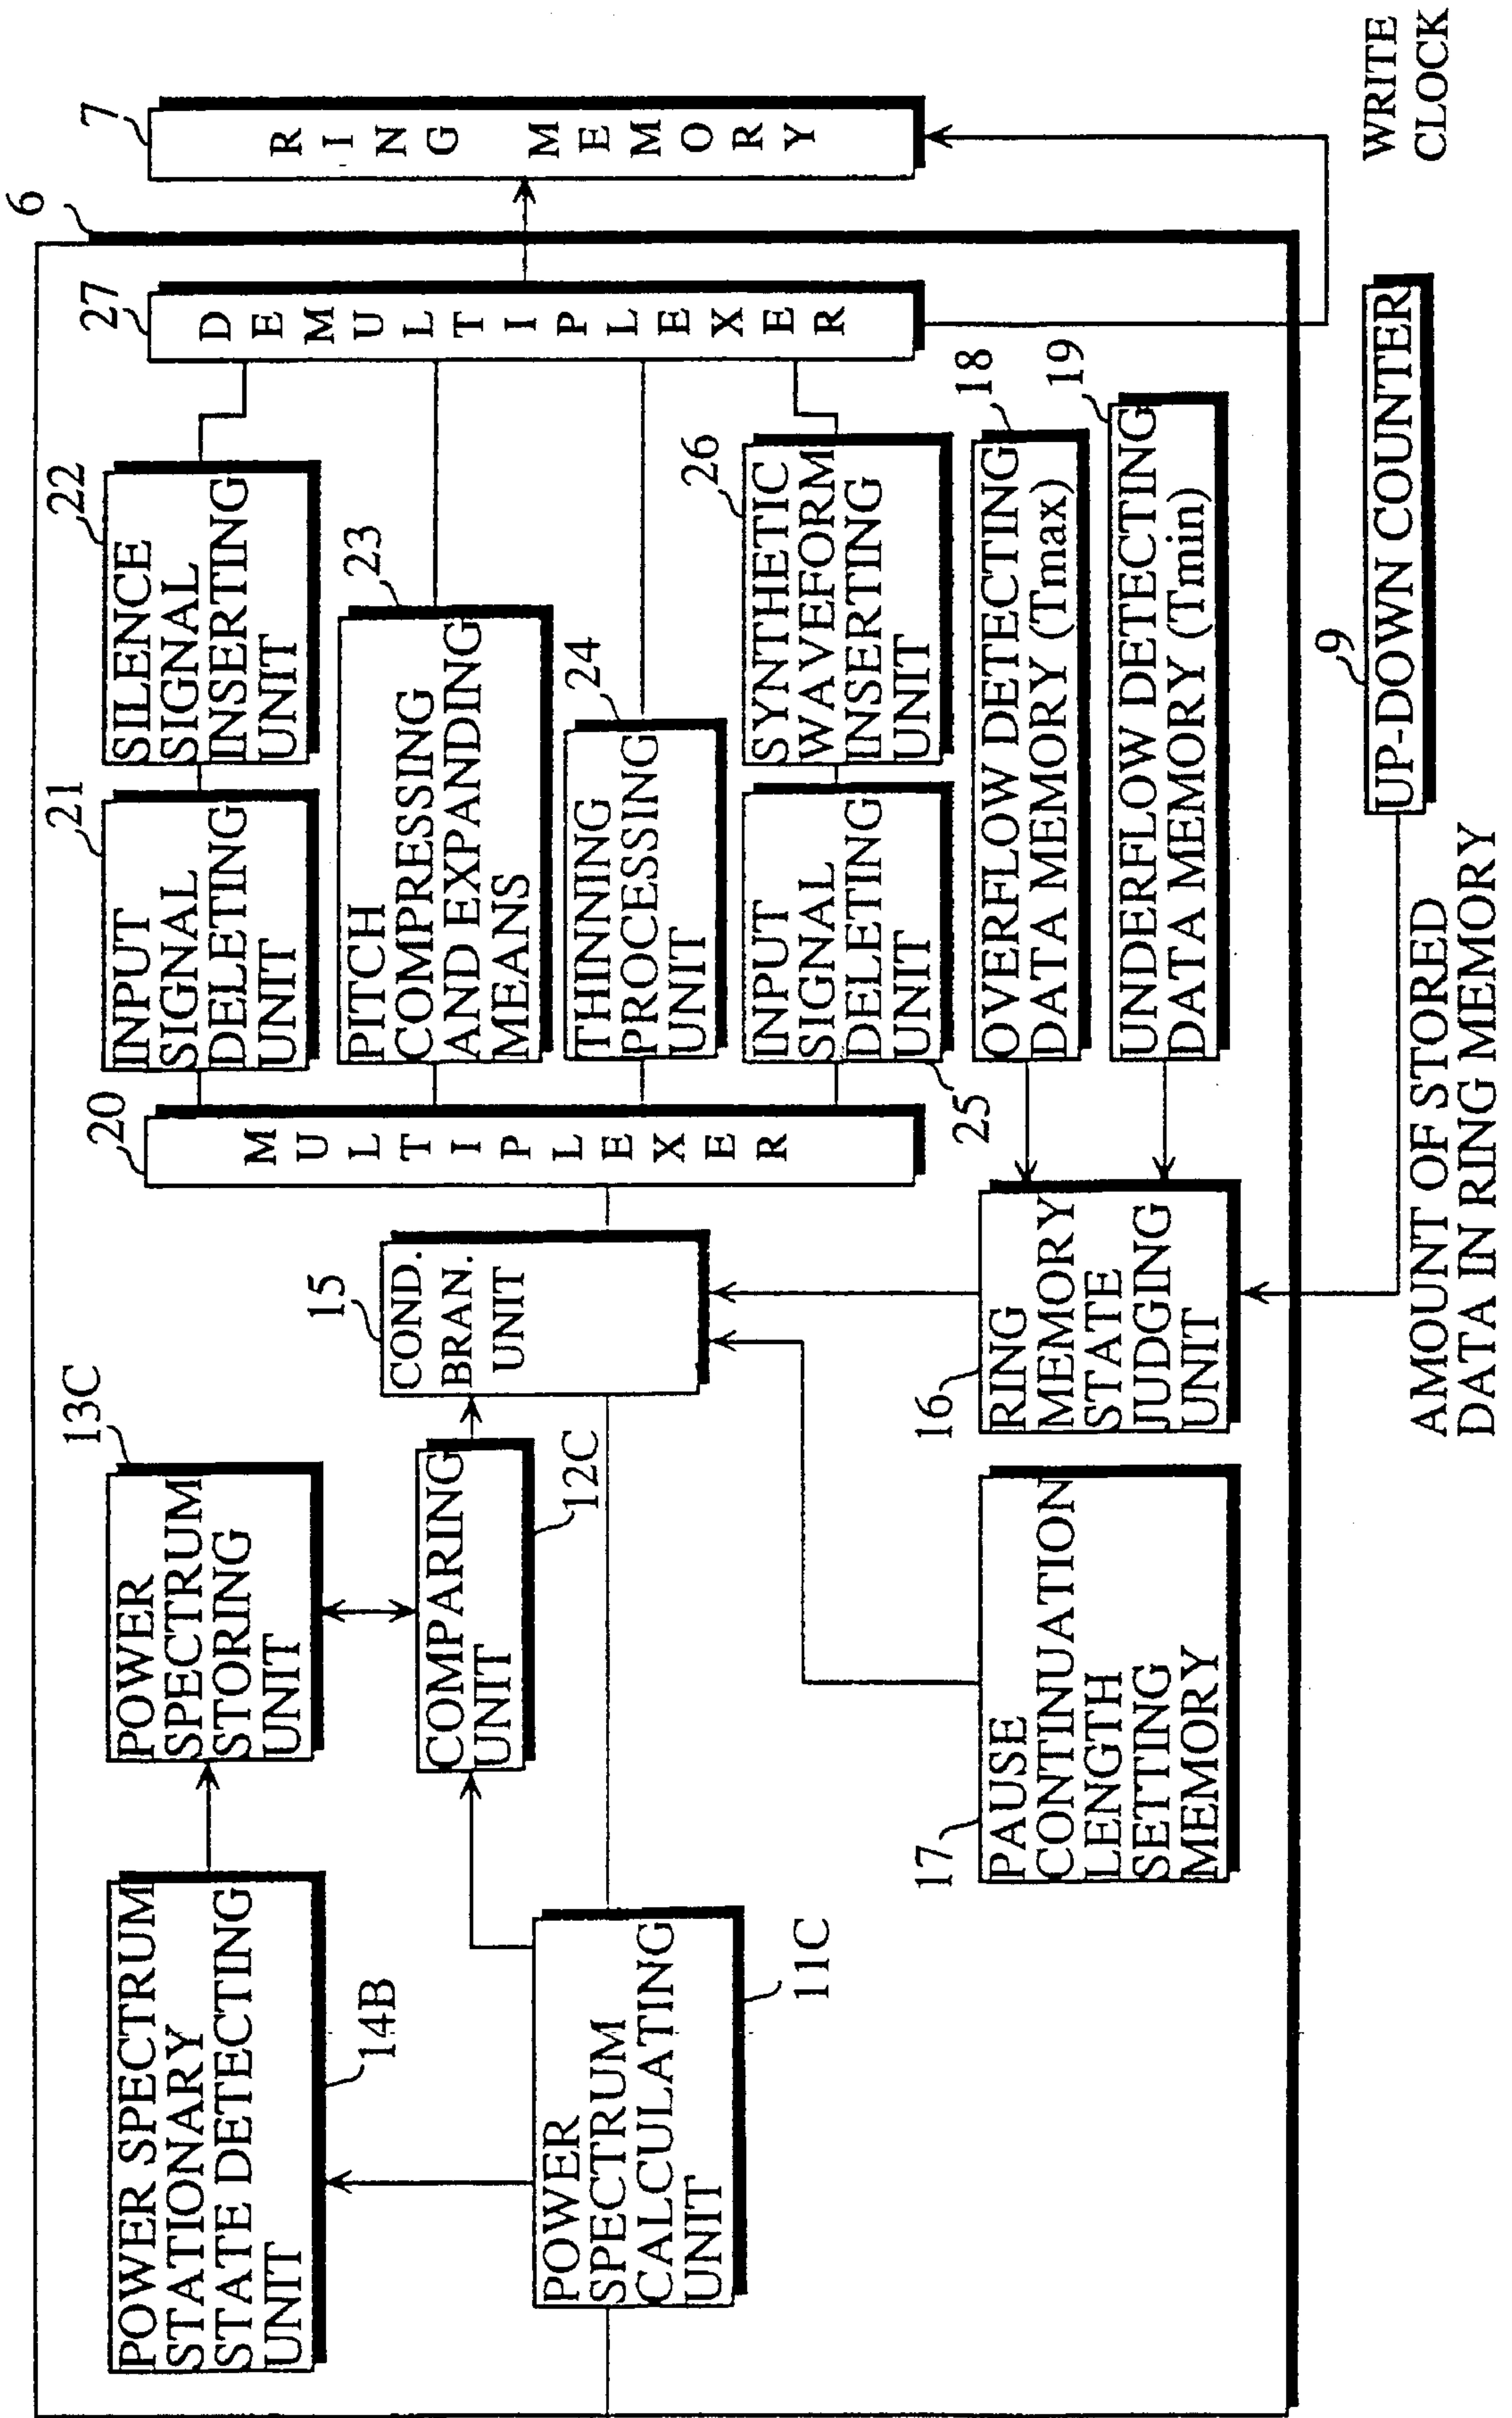 6
7
RING MEMORY
27
DEMULTIPLEXER
22
SILENCE
SIGNAL
INSERTING
UNIT
21
INPUT
SIGNAL
DELETING
UNIT
23
PITCH
COMPRESSING
AND EXPANDING
MEANS
24
THINNING
PROCESSING
UNIT
26
SYNTHETIC
WAVEFORM
INSERTING
UNIT
INPUT
SIGNAL
DELETING
UNIT
25
18
OVERFLOW DETECTING
DATA MEMORY (Tmax)
19
UNDERFLOW DETECTING
DATA MEMORY (Tmin)
20
MULTIPLEXER
15
COND.
BRAN.
UNIT
13C
POWER
SPECTRUM
STORING
UNIT
COMPARING
UNIT
12C
POWER SPECTRUM
STATIONARY
STATE DETECTING
UNIT
14B
POWER
SPECTRUM
CALCULATING
UNIT
11C
16
RING
MEMORY
STATE
JUDGING
UNIT
17
PAUSE
CONTINUATION
LENGTH
SETTING
MEMORY
9
UP-DOWN COUNTER
WRITE
CLOCK
AMOUNT OF STORED
DATA IN RING MEMORY